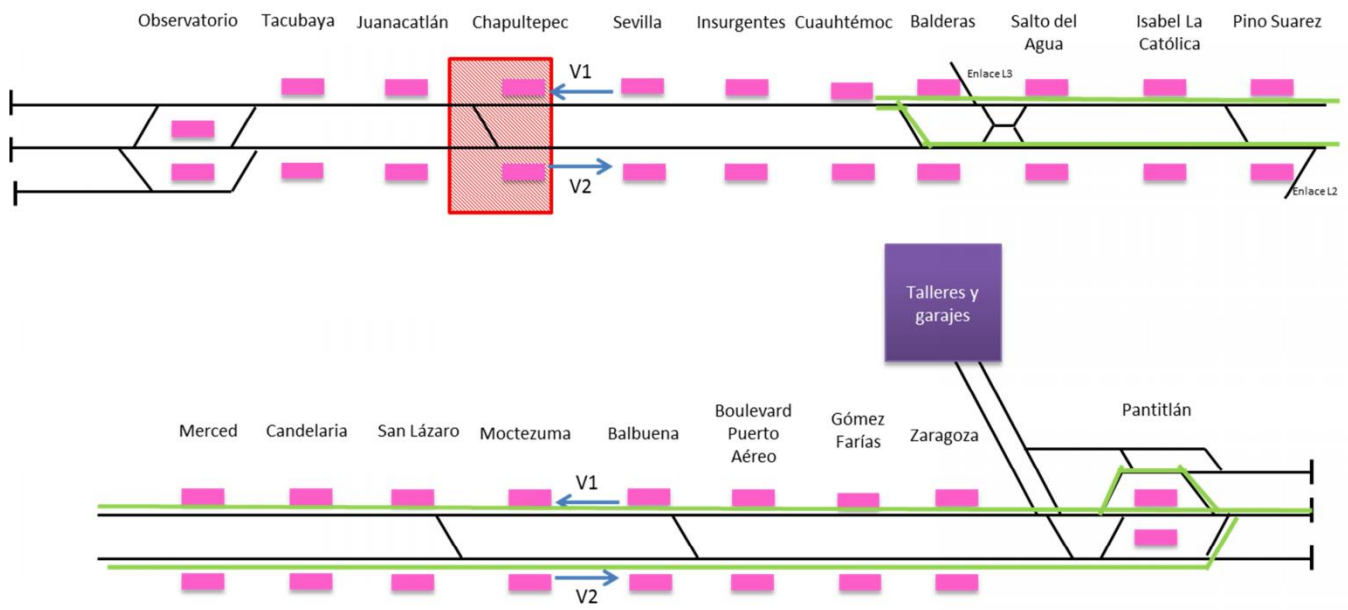 Observatorio
Tacubaya
Juanacatlán
Chapultepec
Sevilla
Insurgentes
Cuauhtémoc
Balderas
Salto del
Agua
Isabel La
Católica
Pino Suarez
V1
Enlace L3
V2
Enlace L2
Talleres y
garajes
Merced
Candelaria
San Lázaro
Moctezuma
Balbuena
Boulevard
Puerto
Aéreo
Gómez
Farías
Zaragoza
Pantitlán
V1
V2